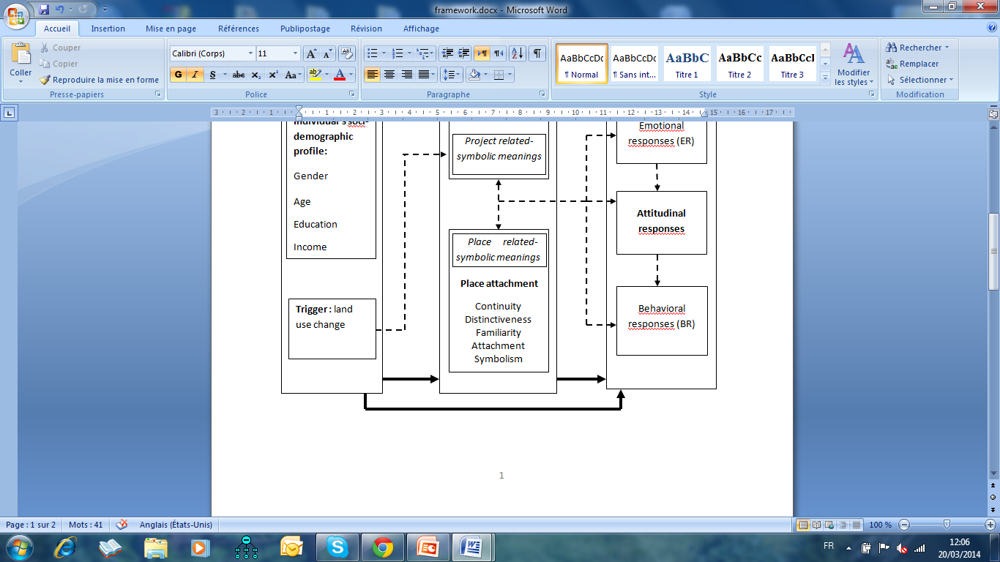 framework.docx - Microsoft Word
Accueil Insertion Mise en page Références Publipostage Révision Affichage
Coller
Couper
Copier
Reproduire la mise en forme
Presse-papiers
Calibri (Corps) 11
G I S abc x₂ x² Aa
Police
Paragraphe
AaBbCcDc AaBbCcDc AaBbC AaBbCc AaBbCcI
¶ Normal ¶ Sans int... Titre 1 Titre 2 Titre 3
Modifier
les styles
Style
Rechercher
Remplacer
Sélectionner
Modification
3 2 1 1 2 3 4 5 6 7 8 9 10 11 12 13 14 15 16 17
Individual's soci-
demographic
profile:
Gender
Age
Education
Income
Trigger : land
use change
Project related-
symbolic meanings
Place related-
symbolic meanings
Place attachment
Continuity
Distinctiveness
Familiarity
Attachment
Symbolism
Emotional
responses (ER)
Attitudinal
responses
Behavioral
responses (BR)
1
Page : 1 sur 2 Mots : 41 Anglais (États-Unis) 100 %
FR 12:06
20/03/2014